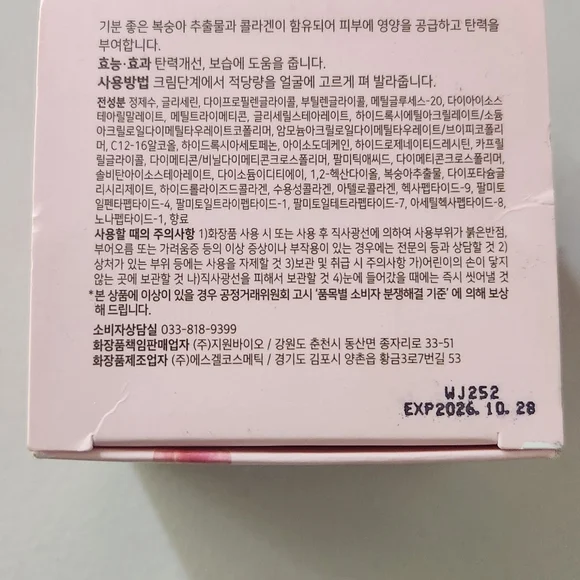 기분 좋은 복숭아 추출물과 콜라겐이 함유되어 피부에 영양을 공급하고 탄력을
부여합니다.
효능·효과 탄력개선, 보습에 도움을 줍니다.
사용방법 크림단계에서 적당량을 얼굴에 고르게 펴 발라줍니다.
전성분 정제수, 글리세린, 다이프로필렌글라이콜, 부틸렌글라이콜, 메틸글루세스-20, 다이아이소스
테아릴말레이트, 메틸트라이메티콘, 글리세릴스테아레이트, 하이드록시에틸아크릴레이트/소듐
아크릴로일다이메틸타우레이트코폴리머, 암모늄아크릴로일다이메틸타우레이트/브이피코폴리
머, C12-16알코올, 하이드록시아세토페논, 아이소도데케인, 하이드로제네이티드레시틴, 카프릴
릴글라이콜, 다이메티콘/비닐다이메티콘크로스폴리머, 팔미틱애씨드, 다이메티콘크로스폴리머,
솔비탄아이소스테아레이트, 다이소듐이디티에이, 1,2-헥산다이올, 복숭아추출물, 다이포타슘글
리시리제이트, 하이드롤라이즈드콜라겐, 수용성콜라겐, 아텔로콜라겐, 헥사펩타이드-9, 팔미토
일펜타펩타이드-4, 팔미토일트라이펩타이드-1, 팔미토일테트라펩타이드-7, 아세틸헥사펩타이드-8,
노나펩타이드-1, 향료
사용할 때의 주의사항 1)화장품 사용 시 또는 사용 후 직사광선에 의하여 사용부위가 붉은반점,
부어오름 또는 가려움증 등의 이상 증상이나 부작용이 있는 경우에는 전문의 등과 상담할 것 2)
상처가 있는 부위 등에는 사용을 자제할 것 3)보관 및 취급 시 주의사항 가)어린이의 손이 닿지
않는 곳에 보관할 것 나)직사광선을 피해서 보관할 것 4)눈에 들어갔을 때에는 즉시 씻어낼 것
*본 상품에 이상이 있을 경우 공정거래위원회 고시 '품목별 소비자 분쟁해결 기준' 에 의해 보상
해 드립니다.
소비자상담실 033-818-9399
화장품책임판매업자 (주)지원바이오 / 강원도 춘천시 동산면 종자리로 33-51
화장품제조업자 (주)에스겔코스메틱 / 경기도 김포시 양촌읍 황금3로7번길 53
WJ252
EXP2026.10.28